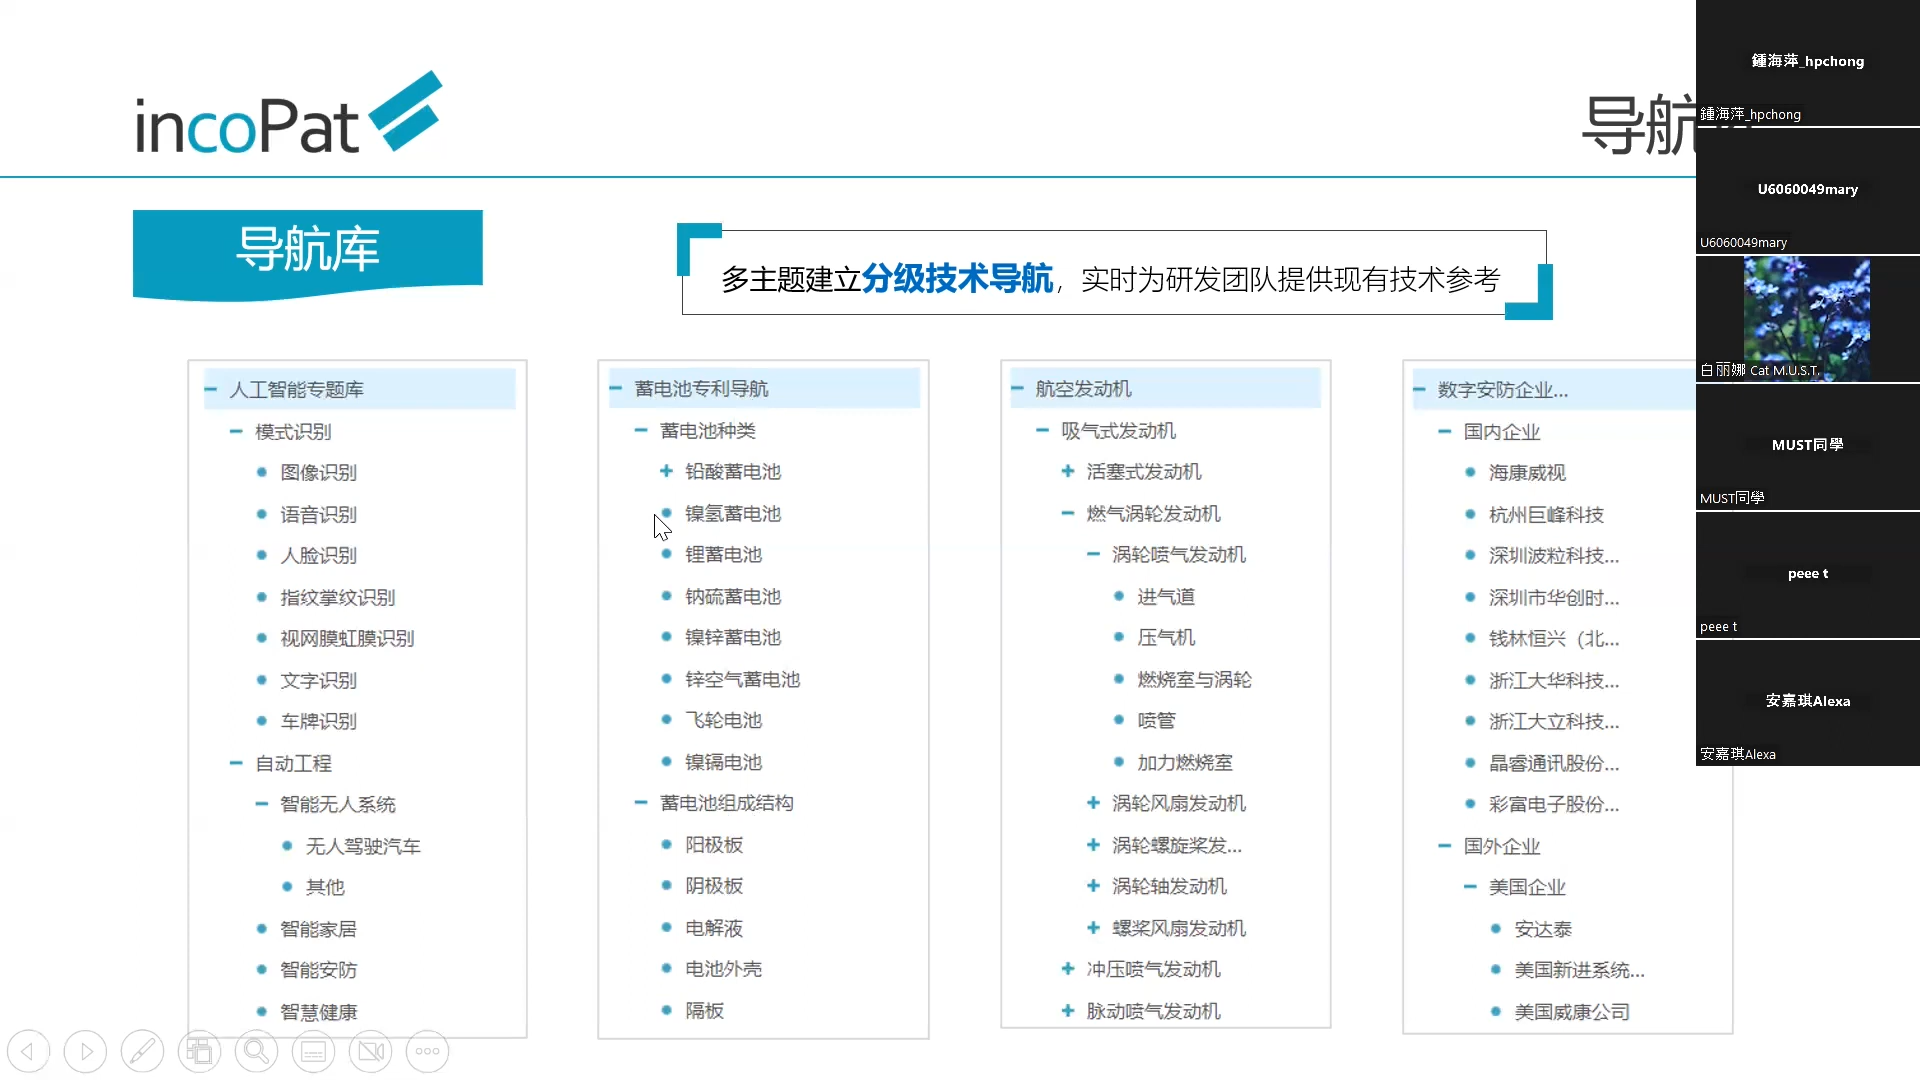 incoPat
导航
导航库
多主题建立分级技术导航，实时为研发团队提供现有技术参考
人工智能专题库
模式识别
图像识别
语音识别
人脸识别
指纹掌纹识别
视网膜虹膜识别
文字识别
车牌识别
自动工程
智能无人系统
无人驾驶汽车
其他
智能家居
智能安防
智慧健康
蓄电池专利导航
蓄电池种类
铅酸蓄电池
镍氢蓄电池
锂蓄电池
钠硫蓄电池
镍锌蓄电池
锌空气蓄电池
飞轮电池
镍镉电池
蓄电池组成结构
阳极板
阴极板
电解液
电池外壳
隔板
航空发动机
吸气式发动机
活塞式发动机
燃气涡轮发动机
涡轮喷气发动机
进气道
压气机
燃烧室与涡轮
喷管
加力燃烧室
涡轮风扇发动机
涡轮螺旋桨发...
涡轮轴发动机
螺桨风扇发动机
冲压喷气发动机
脉动喷气发动机
数字安防企业...
国内企业
海康威视
杭州巨峰科技
深圳波粒科技...
深圳市华创时...
钱林恒兴（北...
浙江大华科技...
浙江大立科技...
晶睿通讯股份...
彩富电子股份...
国外企业
美国企业
安达泰
美国新进系统...
美国威康公司
鍾海萍_hpchong
鍾海萍_hpchong
U6060049mary
U6060049mary
白丽娜 Cat M.U.S.T.
MUST同學
MUST同學
peee t
peee t
安嘉琪Alexa
安嘉琪Alexa